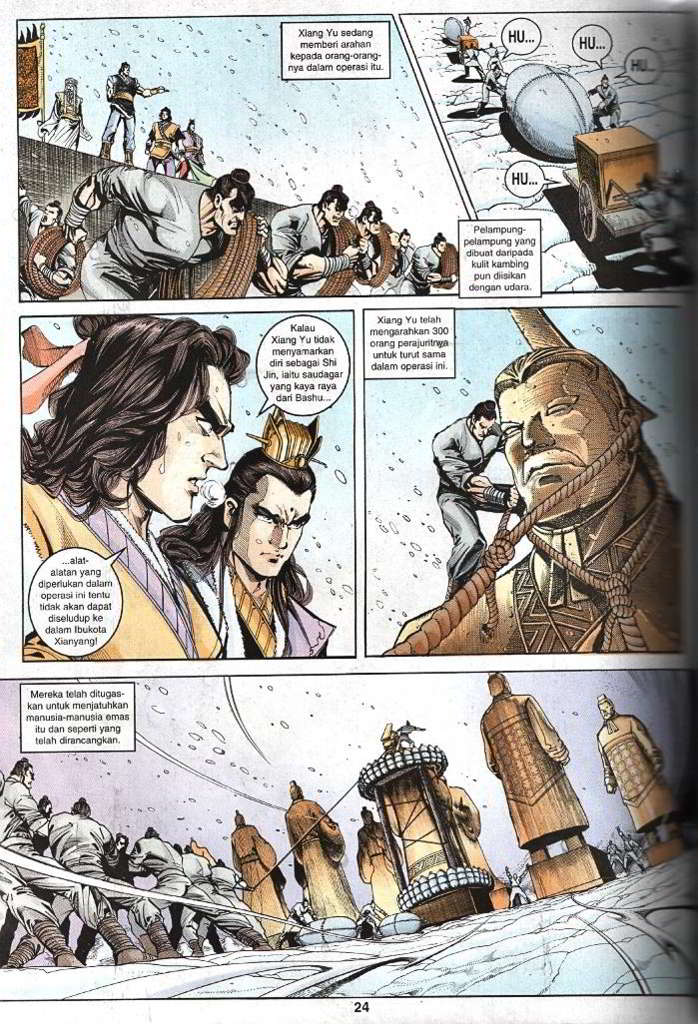 Xiang Yu sedang
memberi arahan
kepada orang-orang-
nya dalam operasi itu.
HU...
HU...
HU...
HU...
Pelampung-
pelampung yang
dibuat daripada
kulit kambing
pun diisikan
dengan udara.
Kalau
Xiang Yu tidak
menyamarkan
diri sebagai Shi
Jin, iaitu saudagar
yang kaya raya
dari Bashu...
...alat-
alatan yang
diperlukan dalam
operasi ini tentu
tidak akan dapat
diseludup ke
dalam Ibukota
Xianyang!
Xiang Yu telah
mengarahkan 300
orang perajuritnya
untuk turut sama
dalam operasi ini.
Mereka telah ditugas-
kan untuk menjatuhkan
manusia-manusia emas
itu dan seperti yang
telah dirancangkan.
24